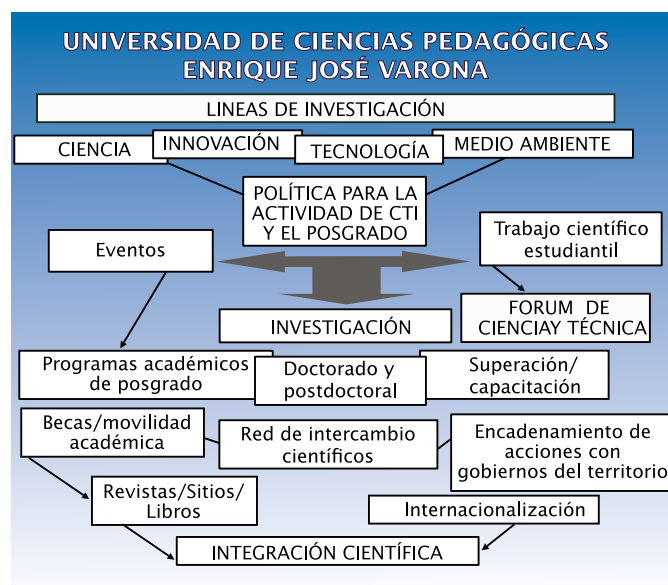 UNIVERSIDAD DE CIENCIAS PEDAGÓGICAS
ENRIQUE JOSÉ VARONA
LINEAS DE INVESTIGACIÓN
CIENCIA
INNOVACIÓN
TECNOLOGÍA
MEDIO AMBIENTE
POLÍTICA PARA LA
ACTIVIDAD DE CTI
Y EL POSGRADO
Eventos
Trabajo científico
estudiantil
INVESTIGACIÓN
FORUM DE
CIENCIAY TÉCNICA
Programas académicos
de posgrado
Doctorado y
postdoctoral
Superación/
capacitación
Becas/movilidad
académica
Red de intercambio
científicos
Encadenamiento de
acciones con
gobiernos del territorio
Revistas/Sitios/
Libros
Internacionalización
INTEGRACIÓN CIENTÍFICA